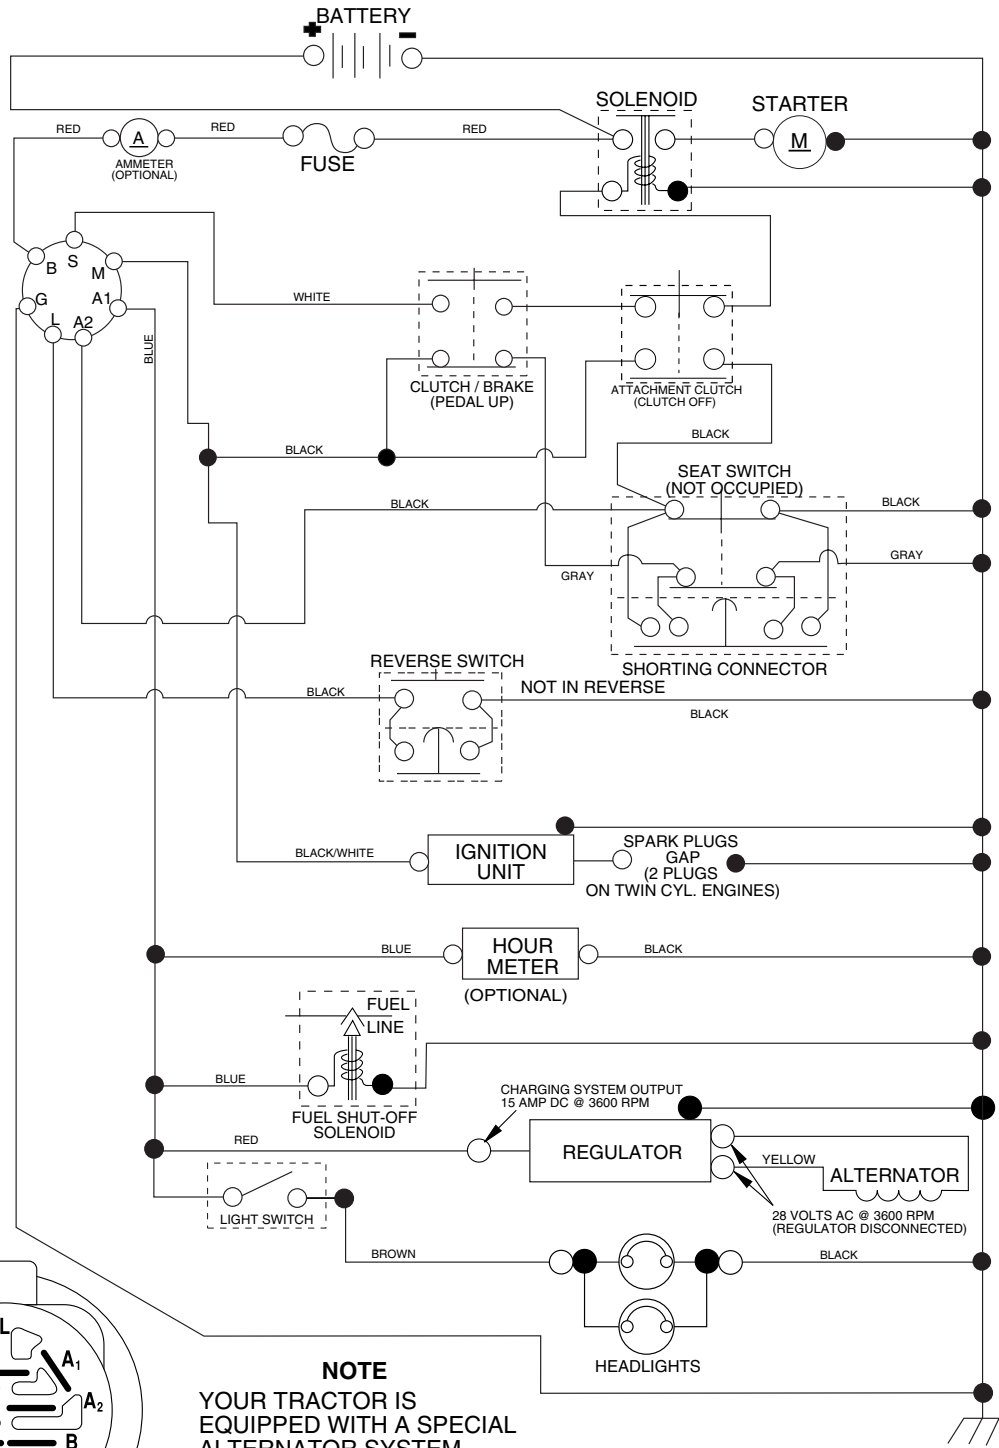 BATTERY
SOLENOID
STARTER
RED
A
RED
RED
M
AMMETER
(OPTIONAL)
FUSE
B
S
M
G
A1
L
A2
BLUE
WHITE
CLUTCH / BRAKE
(PEDAL UP)
ATTACHMENT CLUTCH
(CLUTCH OFF)
BLACK
BLACK
SEAT SWITCH
(NOT OCCUPIED)
BLACK
BLACK
GRAY
GRAY
SHORTING CONNECTOR
REVERSE SWITCH
NOT IN REVERSE
BLACK
BLACK
BLACK/WHITE
IGNITION
UNIT
SPARK PLUGS
GAP
(2 PLUGS
ON TWIN CYL. ENGINES)
BLUE
HOUR
METER
BLACK
(OPTIONAL)
FUEL
LINE
BLUE
FUEL SHUT-OFF
SOLENOID
CHARGING SYSTEM OUTPUT
15 AMP DC @ 3600 RPM
RED
REGULATOR
YELLOW
ALTERNATOR
28 VOLTS AC @ 3600 RPM
(REGULATOR DISCONNECTED)
LIGHT SWITCH
BROWN
BLACK
HEADLIGHTS
L
A1
A2
B
NOTE
YOUR TRACTOR IS
EQUIPPED WITH A SPECIAL
ALTERNATOR SYSTEM